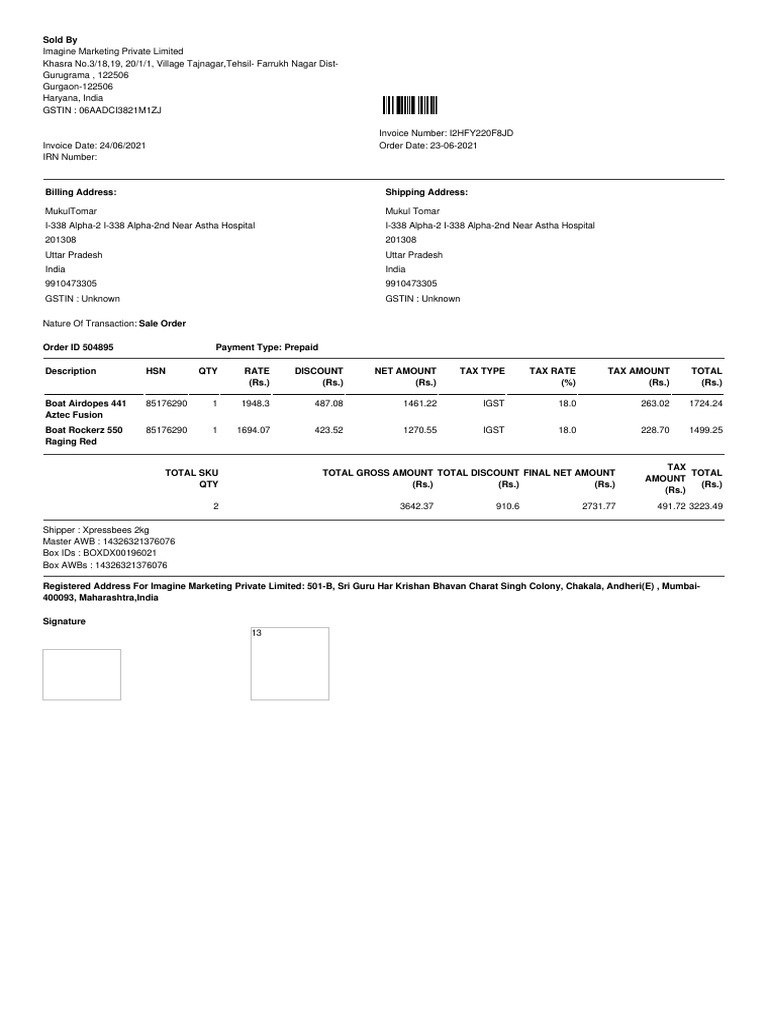 Sold By
Imagine Marketing Private Limited
Khasra No.3/18,19, 20/1/1, Village Tajnagar,Tehsil- Farrukh Nagar Dist-
Gurugrama , 122506
Gurgaon-122506
Haryana, India
GSTIN : 06AADCI3821M1ZJ
Invoice Number: I2HFY220F8JD
Invoice Date: 24/06/2021 Order Date: 23-06-2021
IRN Number:
Billing Address: Shipping Address:
MukulTomar Mukul Tomar
I-338 Alpha-2 I-338 Alpha-2nd Near Astha Hospital I-338 Alpha-2 I-338 Alpha-2nd Near Astha Hospital
201308 201308
Uttar Pradesh Uttar Pradesh
India India
9910473305 9910473305
GSTIN : Unknown GSTIN : Unknown
Nature Of Transaction: Sale Order
Order ID 504895 Payment Type: Prepaid
Description HSN QTY RATE DISCOUNT NET AMOUNT TAX TYPE TAX RATE TAX AMOUNT TOTAL
(Rs.) (Rs.) (Rs.) (%) (Rs.) (Rs.)
Boat Airdopes 441 85176290 1 1948.3 487.08 1461.22 IGST 18.0 263.02 1724.24
Aztec Fusion
Boat Rockerz 550 85176290 1 1694.07 423.52 1270.55 IGST 18.0 228.70 1499.25
Raging Red
TOTAL SKU TOTAL GROSS AMOUNT TOTAL DISCOUNT FINAL NET AMOUNT TAX TOTAL
QTY (Rs.) (Rs.) (Rs.) AMOUNT (Rs.)
(Rs.)
2 3642.37 910.6 2731.77 491.72 3223.49
Shipper : Xpressbees 2kg
Master AWB : 14326321376076
Box IDs : BOXDX00196021
Box AWBs : 14326321376076
Registered Address For Imagine Marketing Private Limited: 501-B, Sri Guru Har Krishan Bhavan Charat Singh Colony, Chakala, Andheri(E) , Mumbai-
400093, Maharashtra,India
Signature
13